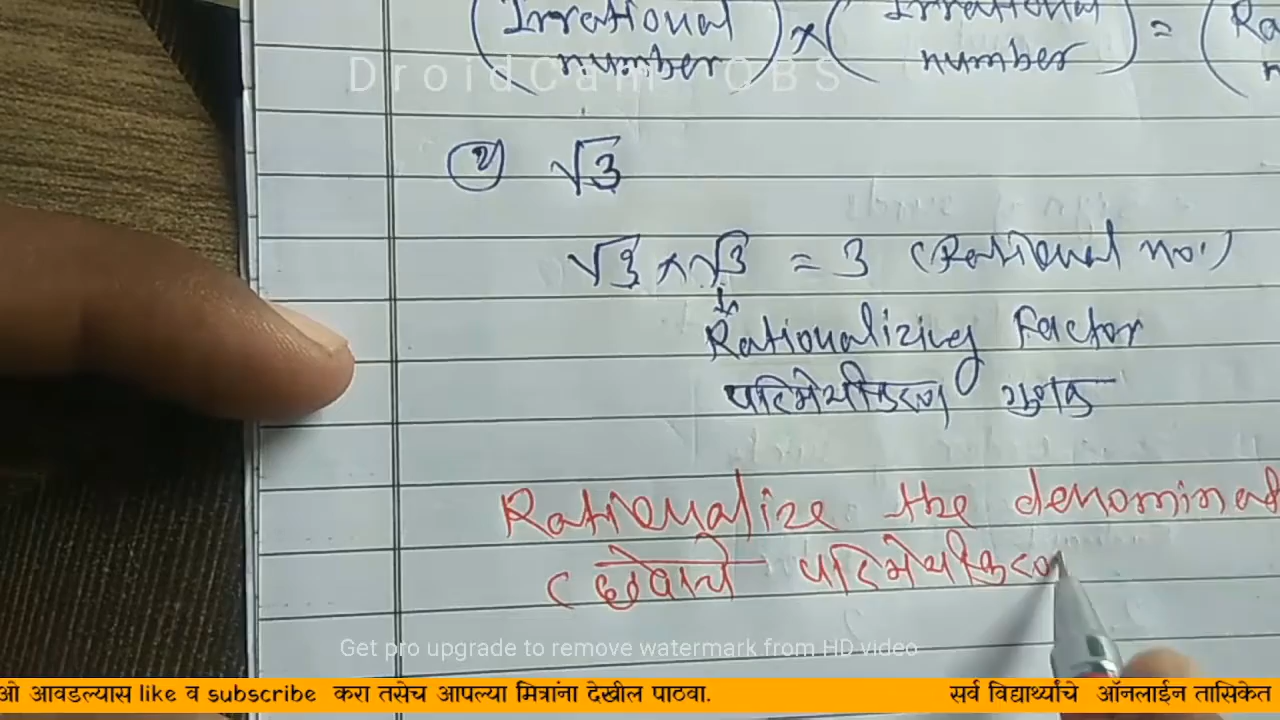 (Irrational number) × (Irrational number) = (Ra
DroidCam OBS
② √3
√3 × √3 = 3 (Rational no.)
Rationalizing Factor
परिमेयीकरण गुणक
Rationalize the denominat
( छेदाचे परिमेयीकरण
Get pro upgrade to remove watermark from HD video
ओ आवडल्यास like व subscribe करा तसेच आपल्या मित्रांना देखील पाठवा. सर्व विद्यार्थ्यांचे ऑनलाईन तासिकेत